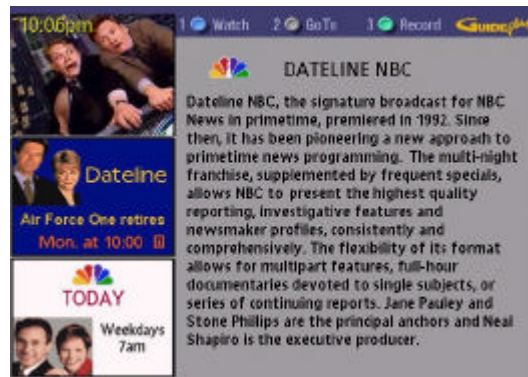 10:06pm
1 Watch 2 GoTo 3 Record GUIDE Plus
DATELINE NBC
Dateline NBC, the signature broadcast for NBC
News in primetime, premiered in 1992. Since
then, it has been pioneering a new approach to
primetime news programming. The multi-night
franchise, supplemented by frequent specials,
allows NBC to present the highest quality
reporting, investigative features and
newsmaker profiles, consistently and
comprehensively. The flexibility of its format
allows for multipart features, full-hour
documentaries devoted to single subjects, or
series of continuing reports. Jane Pauley and
Stone Phillips are the principal anchors and Neal
Shapiro is the executive producer.
Dateline
Air Force One retires
Mon. at 10:00
TODAY
Weekdays
7am